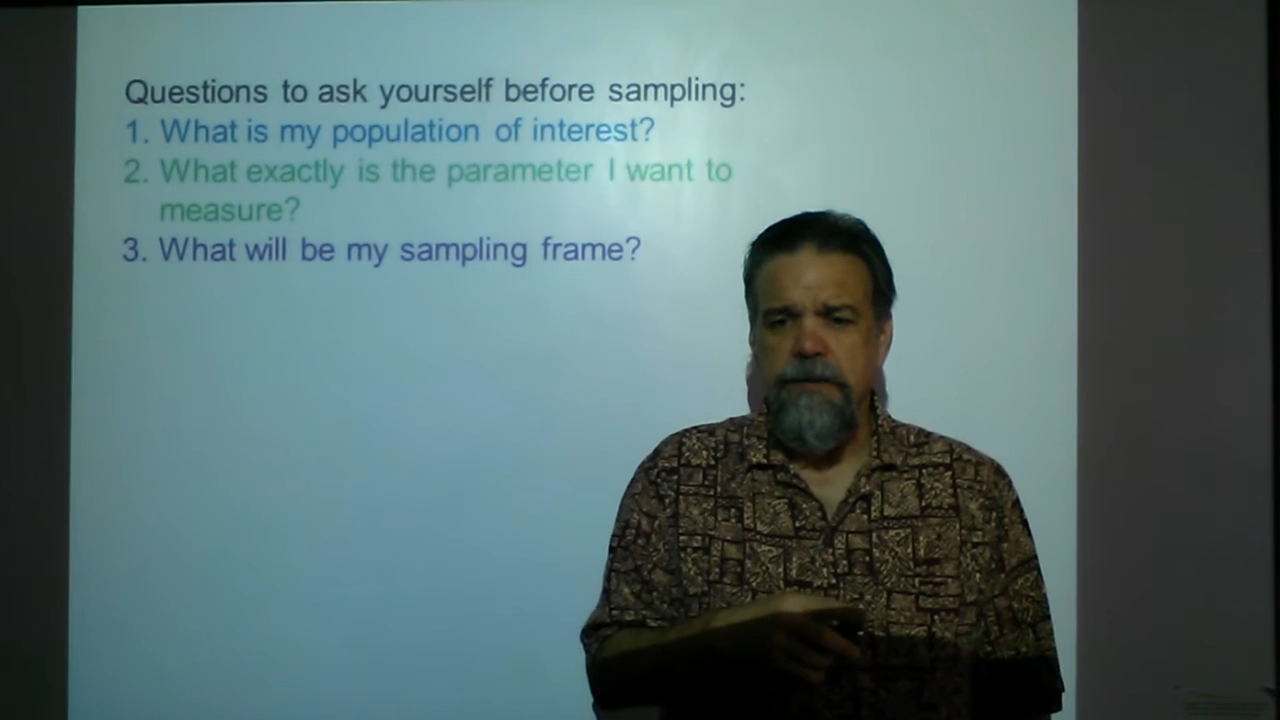 Questions to ask yourself before sampling:
1. What is my population of interest?
2. What exactly is the parameter I want to
measure?
3. What will be my sampling frame?